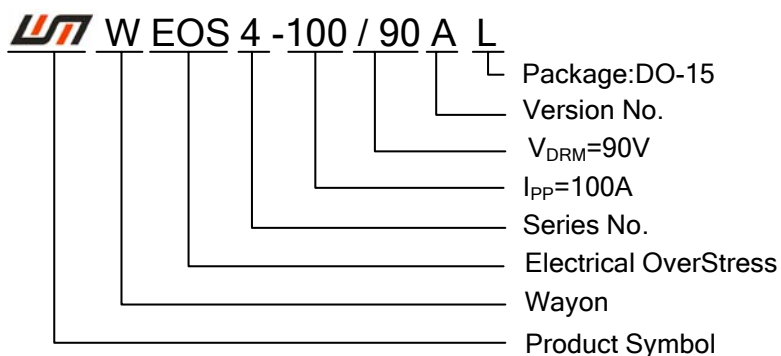 W EOS 4 -100 / 90 A L
Package:DO-15
Version No.
VDRM=90V
IPP=100A
Series No.
Electrical OverStress
Wayon
Product Symbol